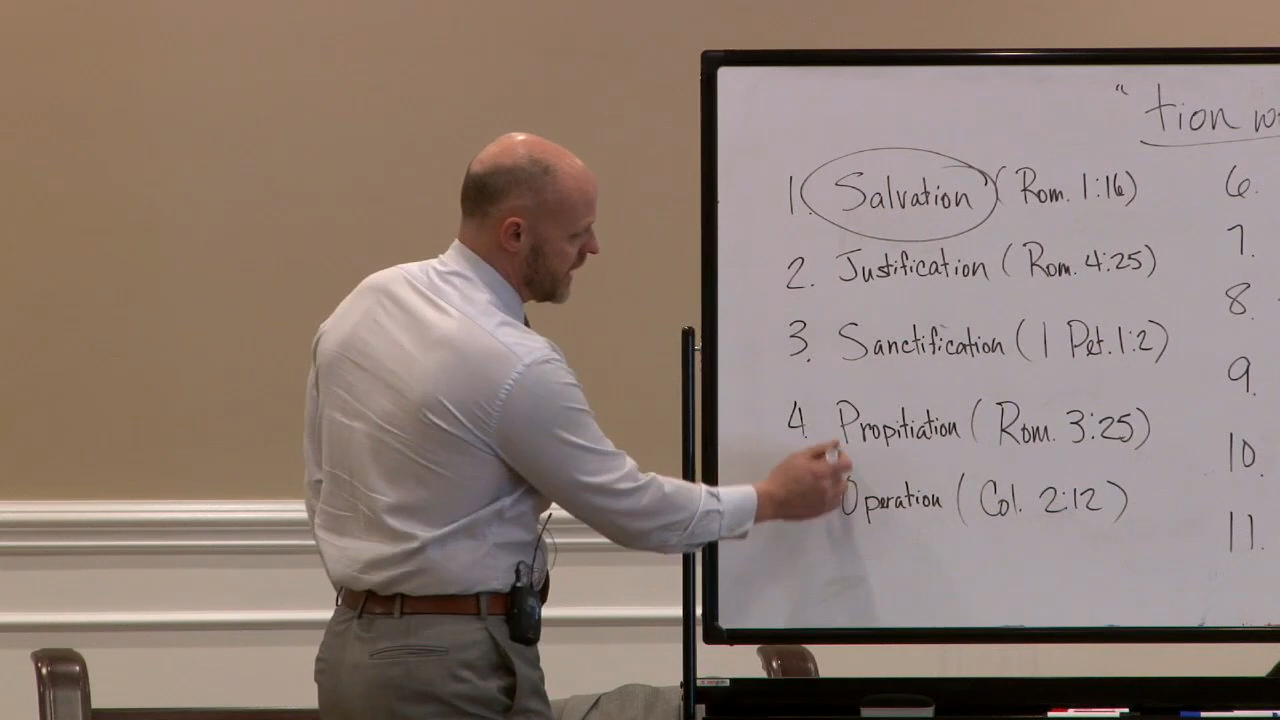 " tion
1. Salvation (Rom. 1:16)
2. Justification (Rom. 4:25)
3. Sanctification (1 Pet. 1:2)
4. Propitiation (Rom. 3:25)
Operation (Col. 2:12)
6.
7.
8.
9.
10.
11.